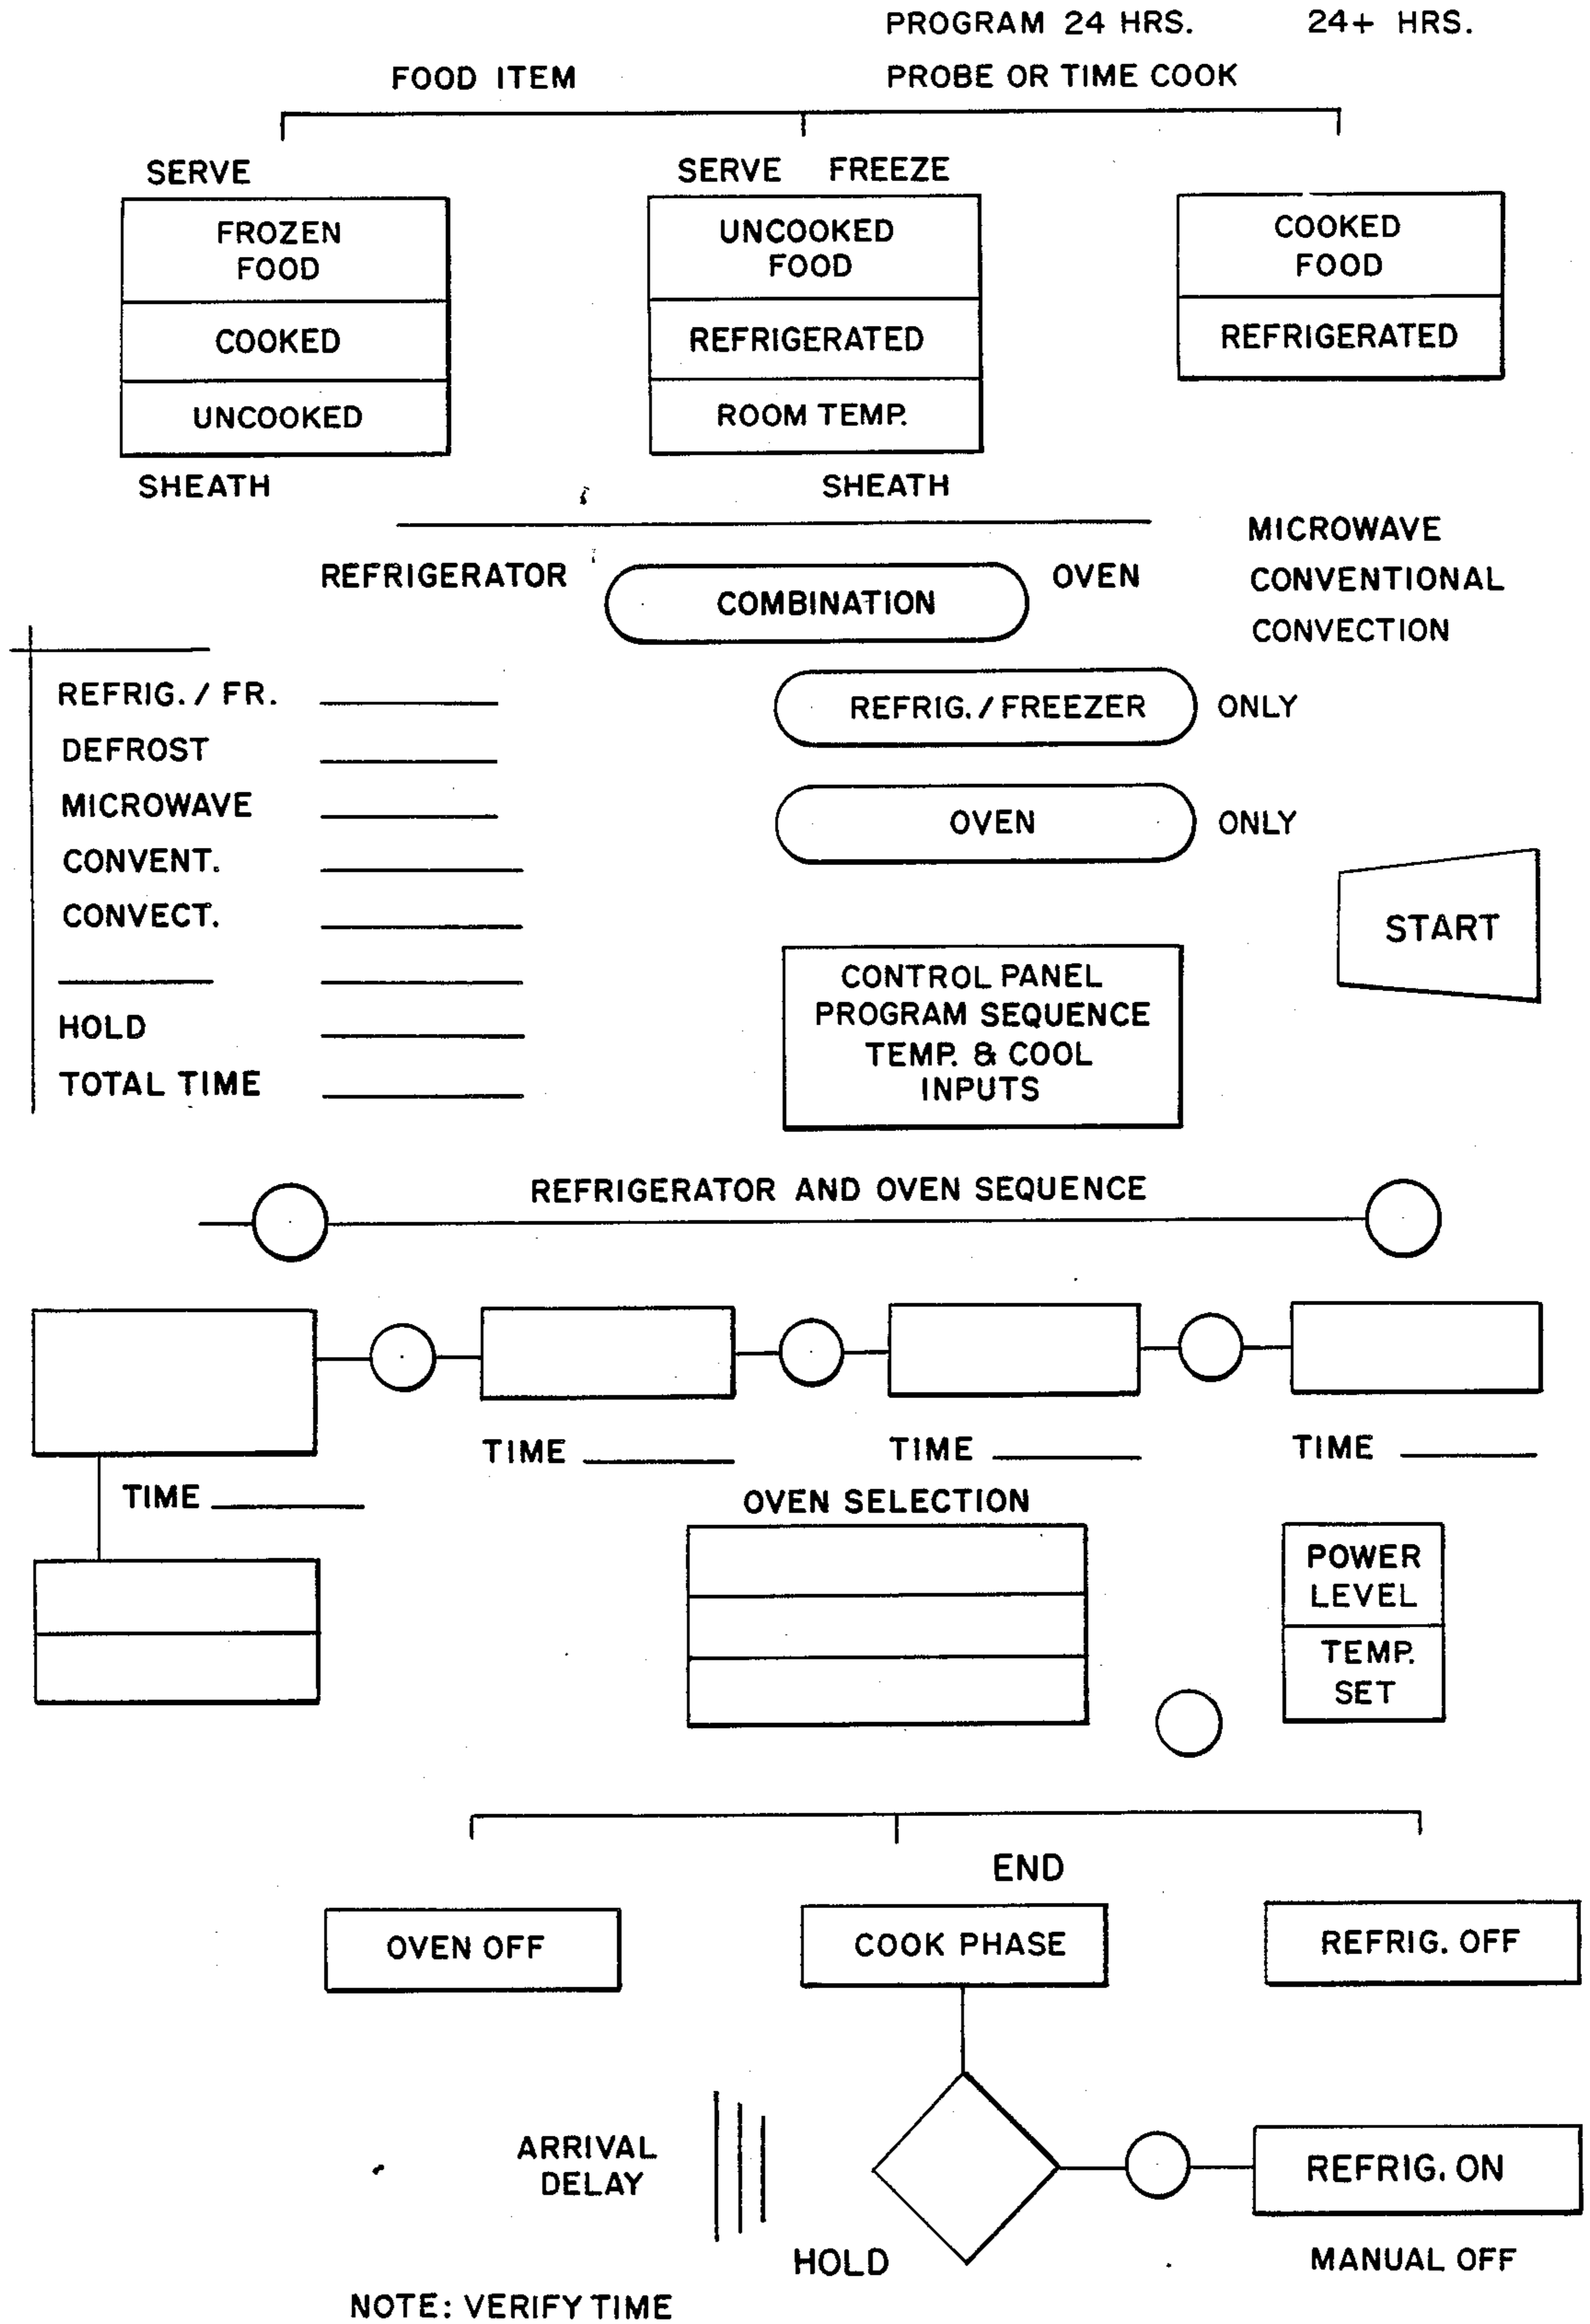 PROGRAM 24 HRS. 24+ HRS.
FOOD ITEM PROBE OR TIME COOK
SERVE SERVE FREEZE
FROZEN
FOOD
COOKED
UNCOOKED
SHEATH
UNCOOKED
FOOD
REFRIGERATED
ROOM TEMP.
SHEATH
COOKED
FOOD
REFRIGERATED
REFRIGERATOR COMBINATION OVEN
MICROWAVE
CONVENTIONAL
CONVECTION
REFRIG. / FR.
DEFROST
MICROWAVE
CONVENT.
CONVECT.
HOLD
TOTAL TIME
REFRIG. / FREEZER ONLY
OVEN ONLY
START
CONTROL PANEL
PROGRAM SEQUENCE
TEMP. & COOL
INPUTS
REFRIGERATOR AND OVEN SEQUENCE
TIME TIME TIME
TIME
OVEN SELECTION
POWER
LEVEL
TEMP.
SET
END
OVEN OFF COOK PHASE REFRIG. OFF
ARRIVAL
DELAY
REFRIG. ON
HOLD MANUAL OFF
NOTE: VERIFY TIME